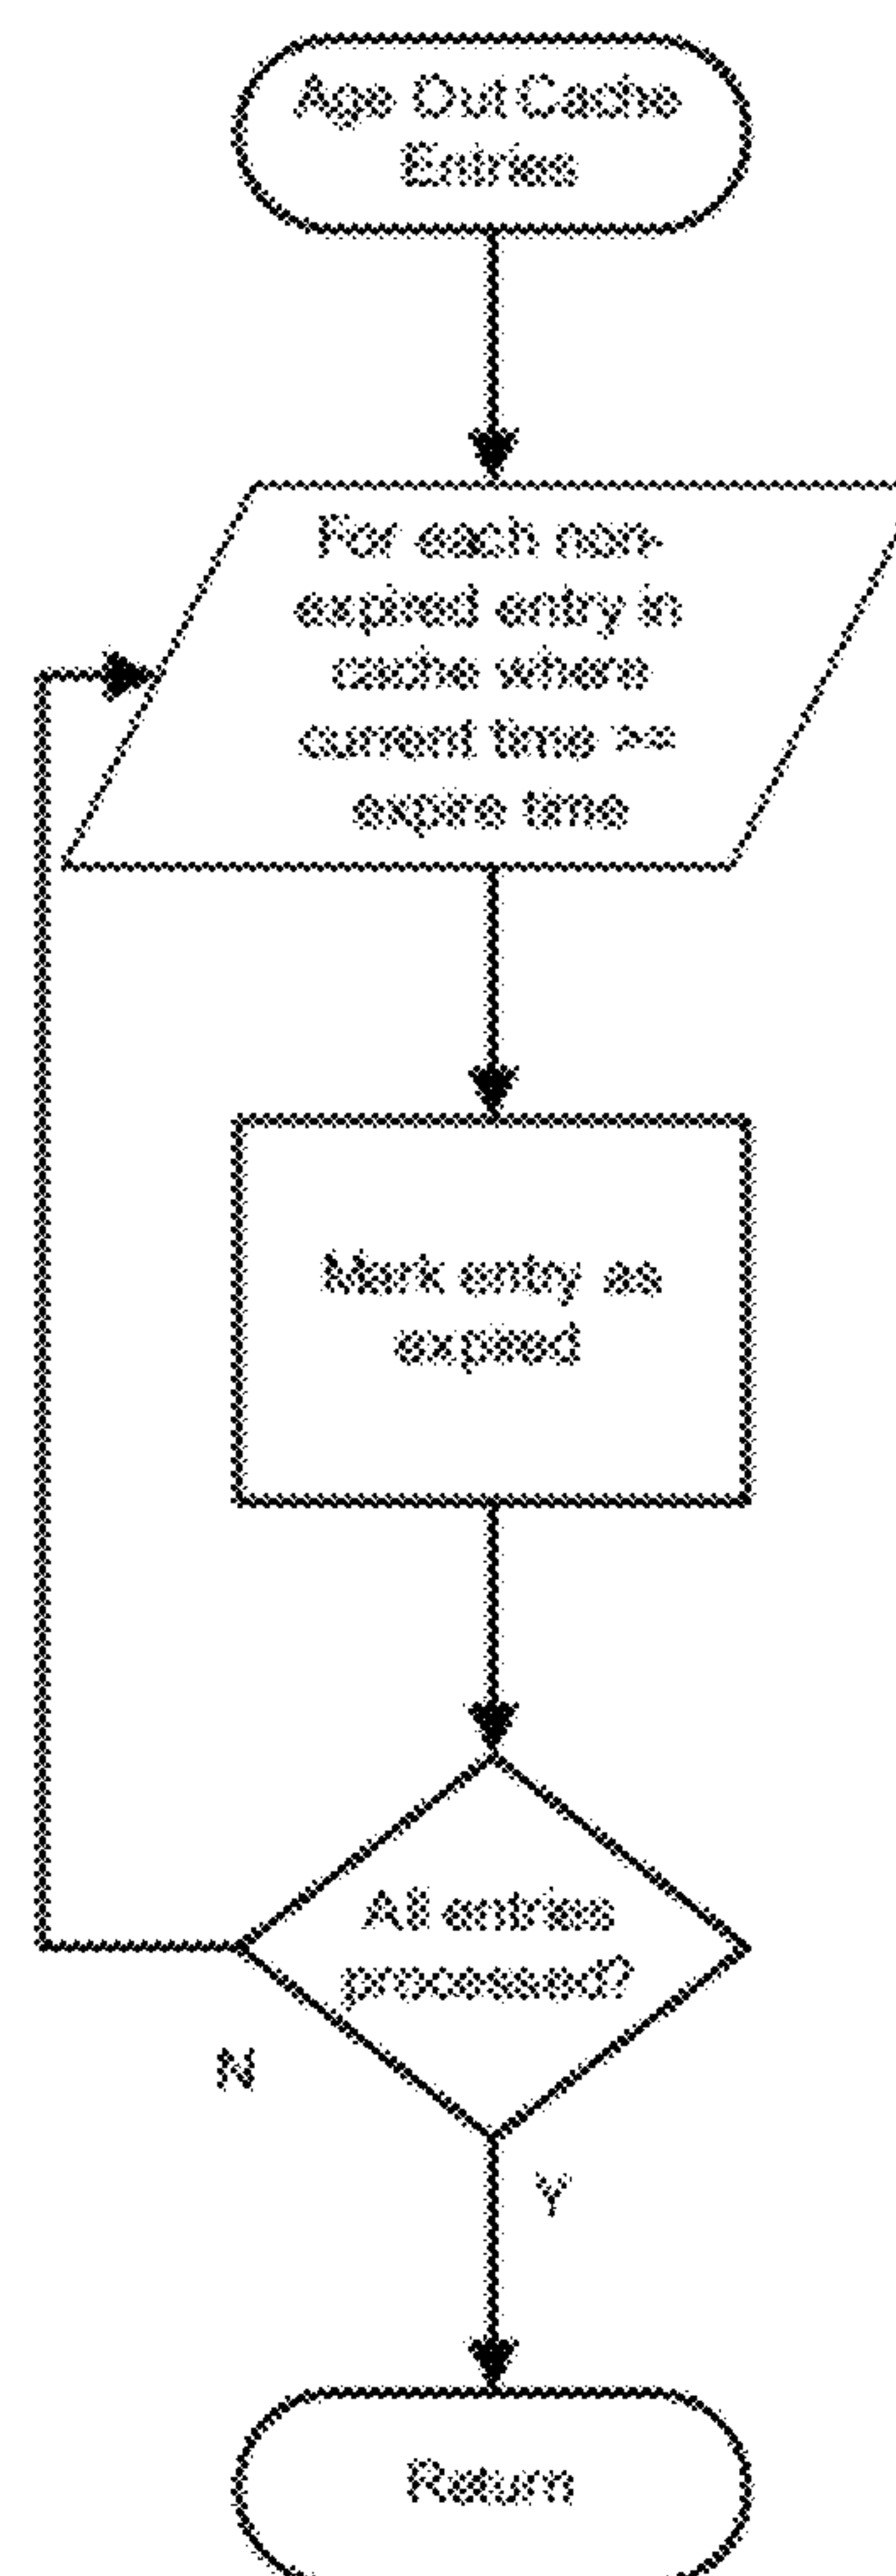 Age Out Cache
Entries
For each non-
expired entry in
cache where
current time >=
expire time
Mark entry as
expired
All entries
processed?
N
Y
Return